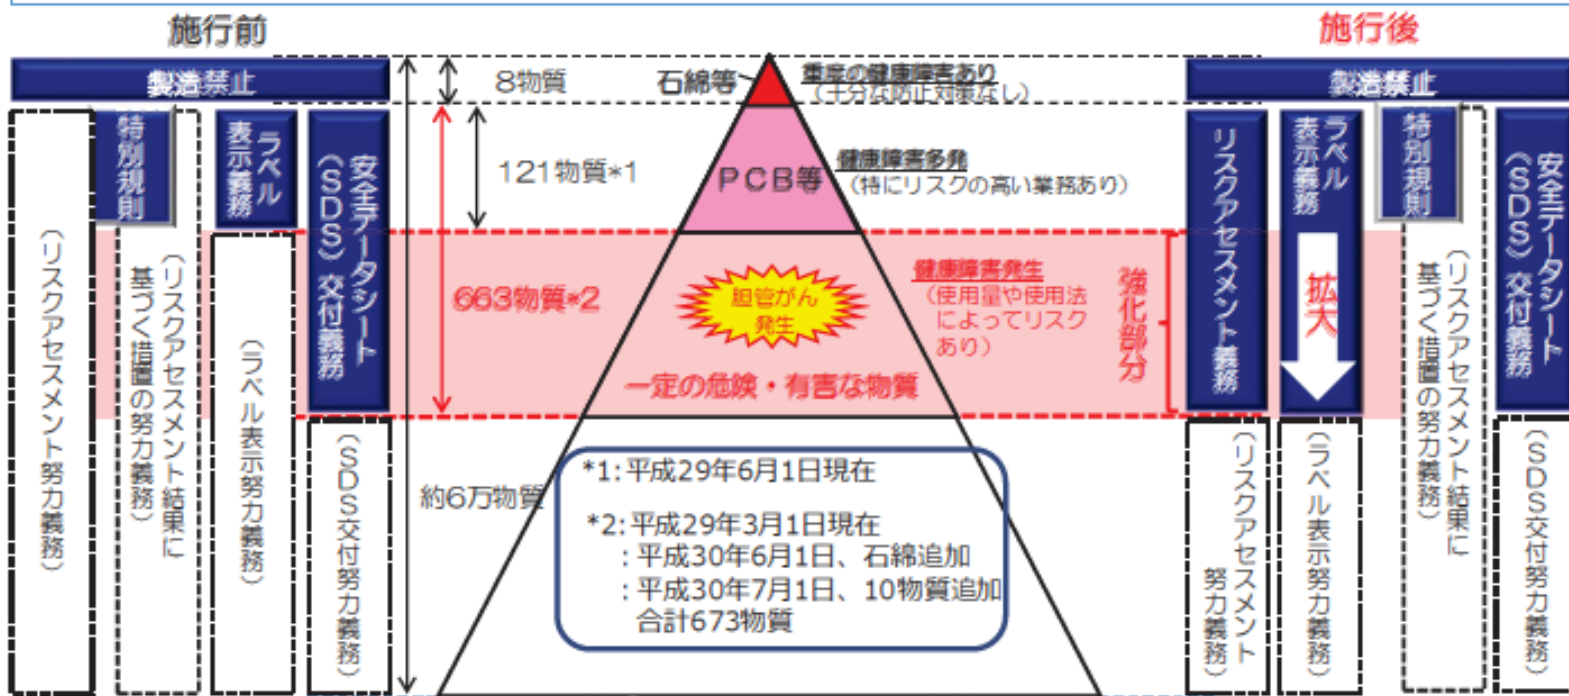 施行前
施行後
製造禁止
8物質
石綿等
重度の健康障害あり
(十分な防止対策なし)
製造禁止
(リスクアセスメント努力義務)
特別規則
(リスクアセスメント結果に
基づく措置の努力義務)
ラベル
表示義務
(ラベル表示努力義務)
安全データシート
(SDS)交付義務
(SDS交付努力義務)
121物質*1
PCB等
健康障害多発
(特にリスクの高い業務あり)
663物質*2
胆管がん
発生
健康障害発生
(使用量や使用法
によってリスク
あり)
強化部分
一定の危険・有害な物質
約6万物質
*1:平成29年6月1日現在
*2:平成29年3月1日現在
:平成30年6月1日、石綿追加
:平成30年7月1日、10物質追加
合計673物質
リスクアセスメント義務
(リスクアセスメント
努力義務)
ラベル
表示義務
拡大
(ラベル表示努力義務)
特別規則
(リスクアセスメント結果に
基づく措置の努力義務)
安全データシート
(SDS)交付義務
(SDS交付努力義務)